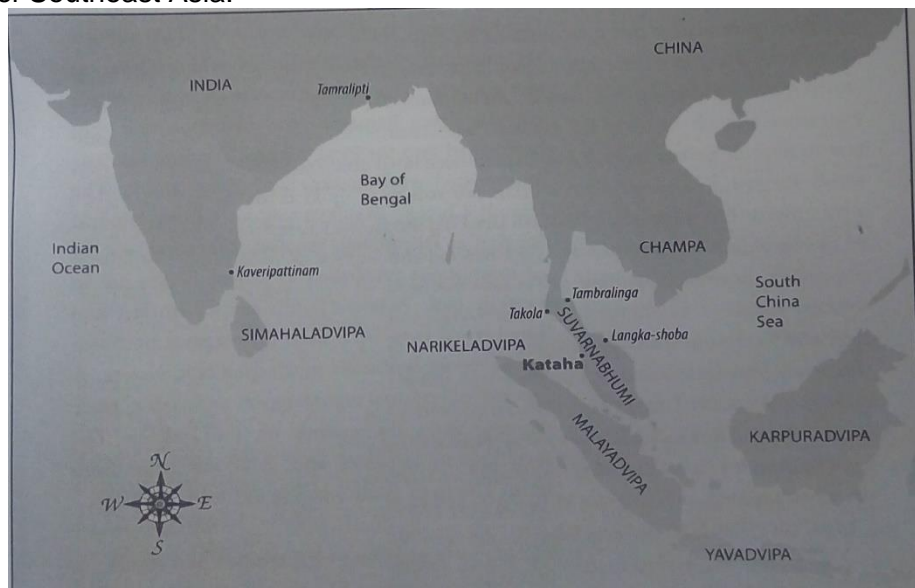 of Southeast Asia.
CHINA
INDIA
Tamralipti
Bay of
Bengal
CHAMPA
Indian
Ocean
Kaveripattinam
South
China
Sea
Tambralinga
Takola
SUVARNABHUMI
Langka-shoba
SIMAHALADVIPA
NARIKELADVIPA
Kataha
MALAYADVIPA
KARPURADVIPA
N
W
E
S
YAVADVIPA